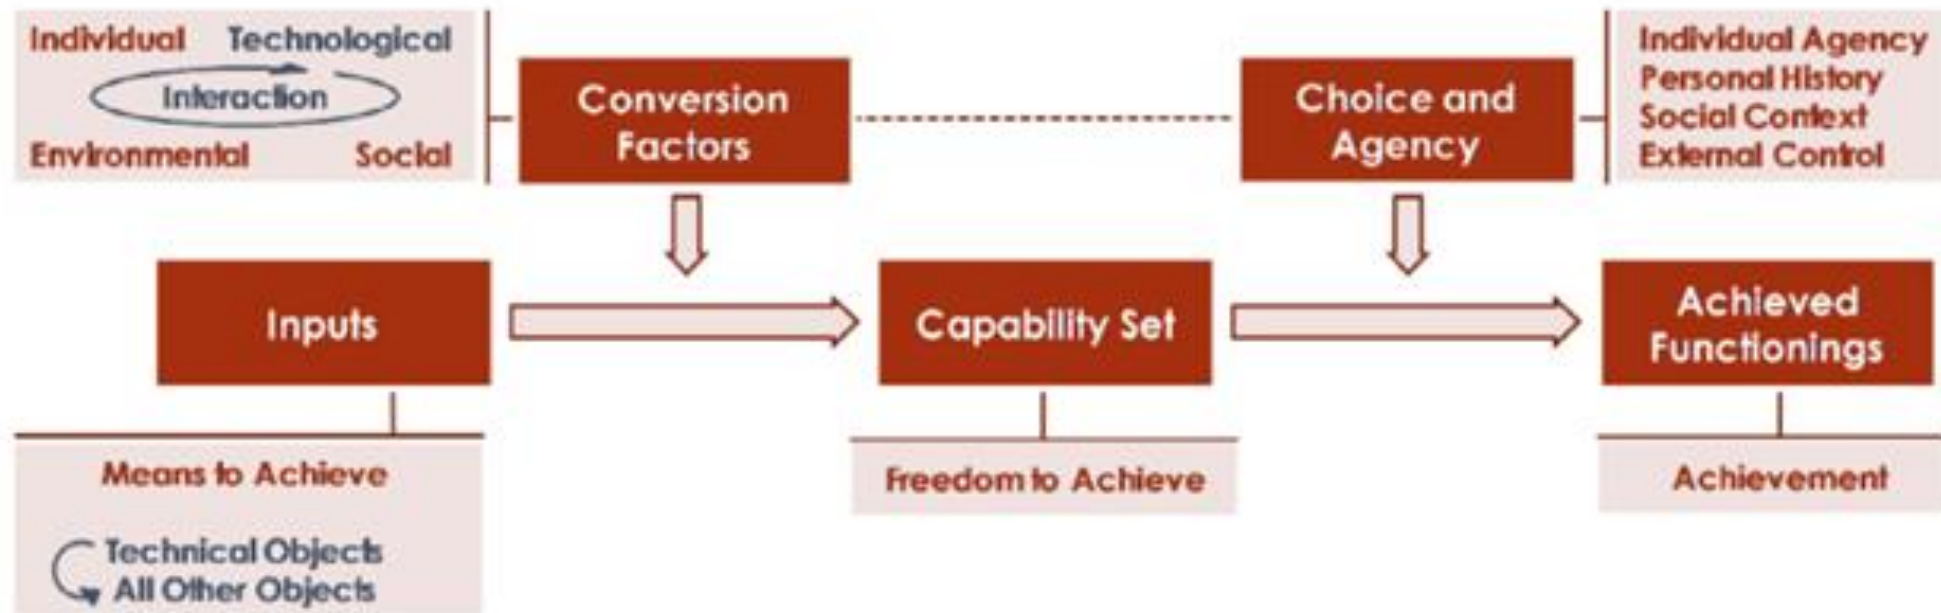 Individual Technological
Interaction
Environmental Social
Conversion
Factors
Choice and
Agency
Individual Agency
Personal History
Social Context
External Control
Inputs
Capability Set
Achieved
Functionings
Means to Achieve
Technical Objects
All Other Objects
Freedom to Achieve
Achievement